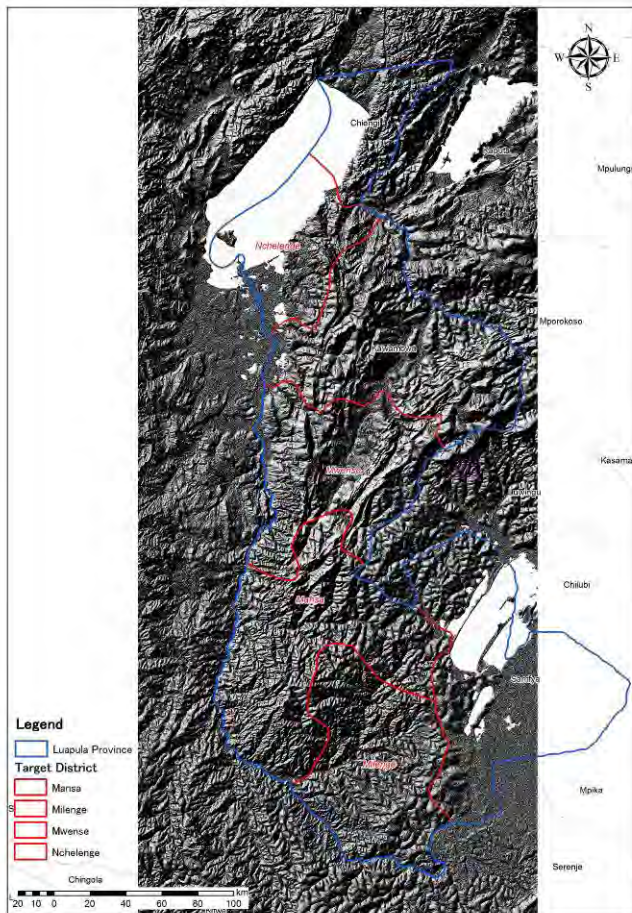 N
W E
S
Chiengi
Kaputa
Mpulungu
Nchelenge
Mporokoso
Kawambwa
Kasama
Mwense
Luwingu
Chilubi
Mansa
Samfya
Legend
Luapula Province
Target District
Mansa
Milenge
Mwense
Nchelenge
Milenge
Mpika
Serenje
Chingola
km
20 10 0 20 40 60 80 100